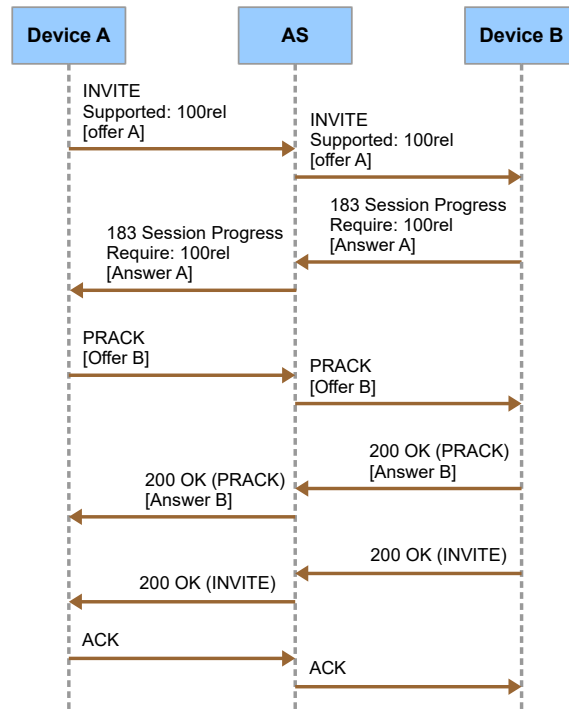 Device A
AS
Device B
INVITE
Supported: 100rel
[offer A]
INVITE
Supported: 100rel
[offer A]
183 Session Progress
Require: 100rel
[Answer A]
183 Session Progress
Require: 100rel
[Answer A]
PRACK
[Offer B]
PRACK
[Offer B]
200 OK (PRACK)
[Answer B]
200 OK (PRACK)
[Answer B]
200 OK (INVITE)
200 OK (INVITE)
ACK
ACK